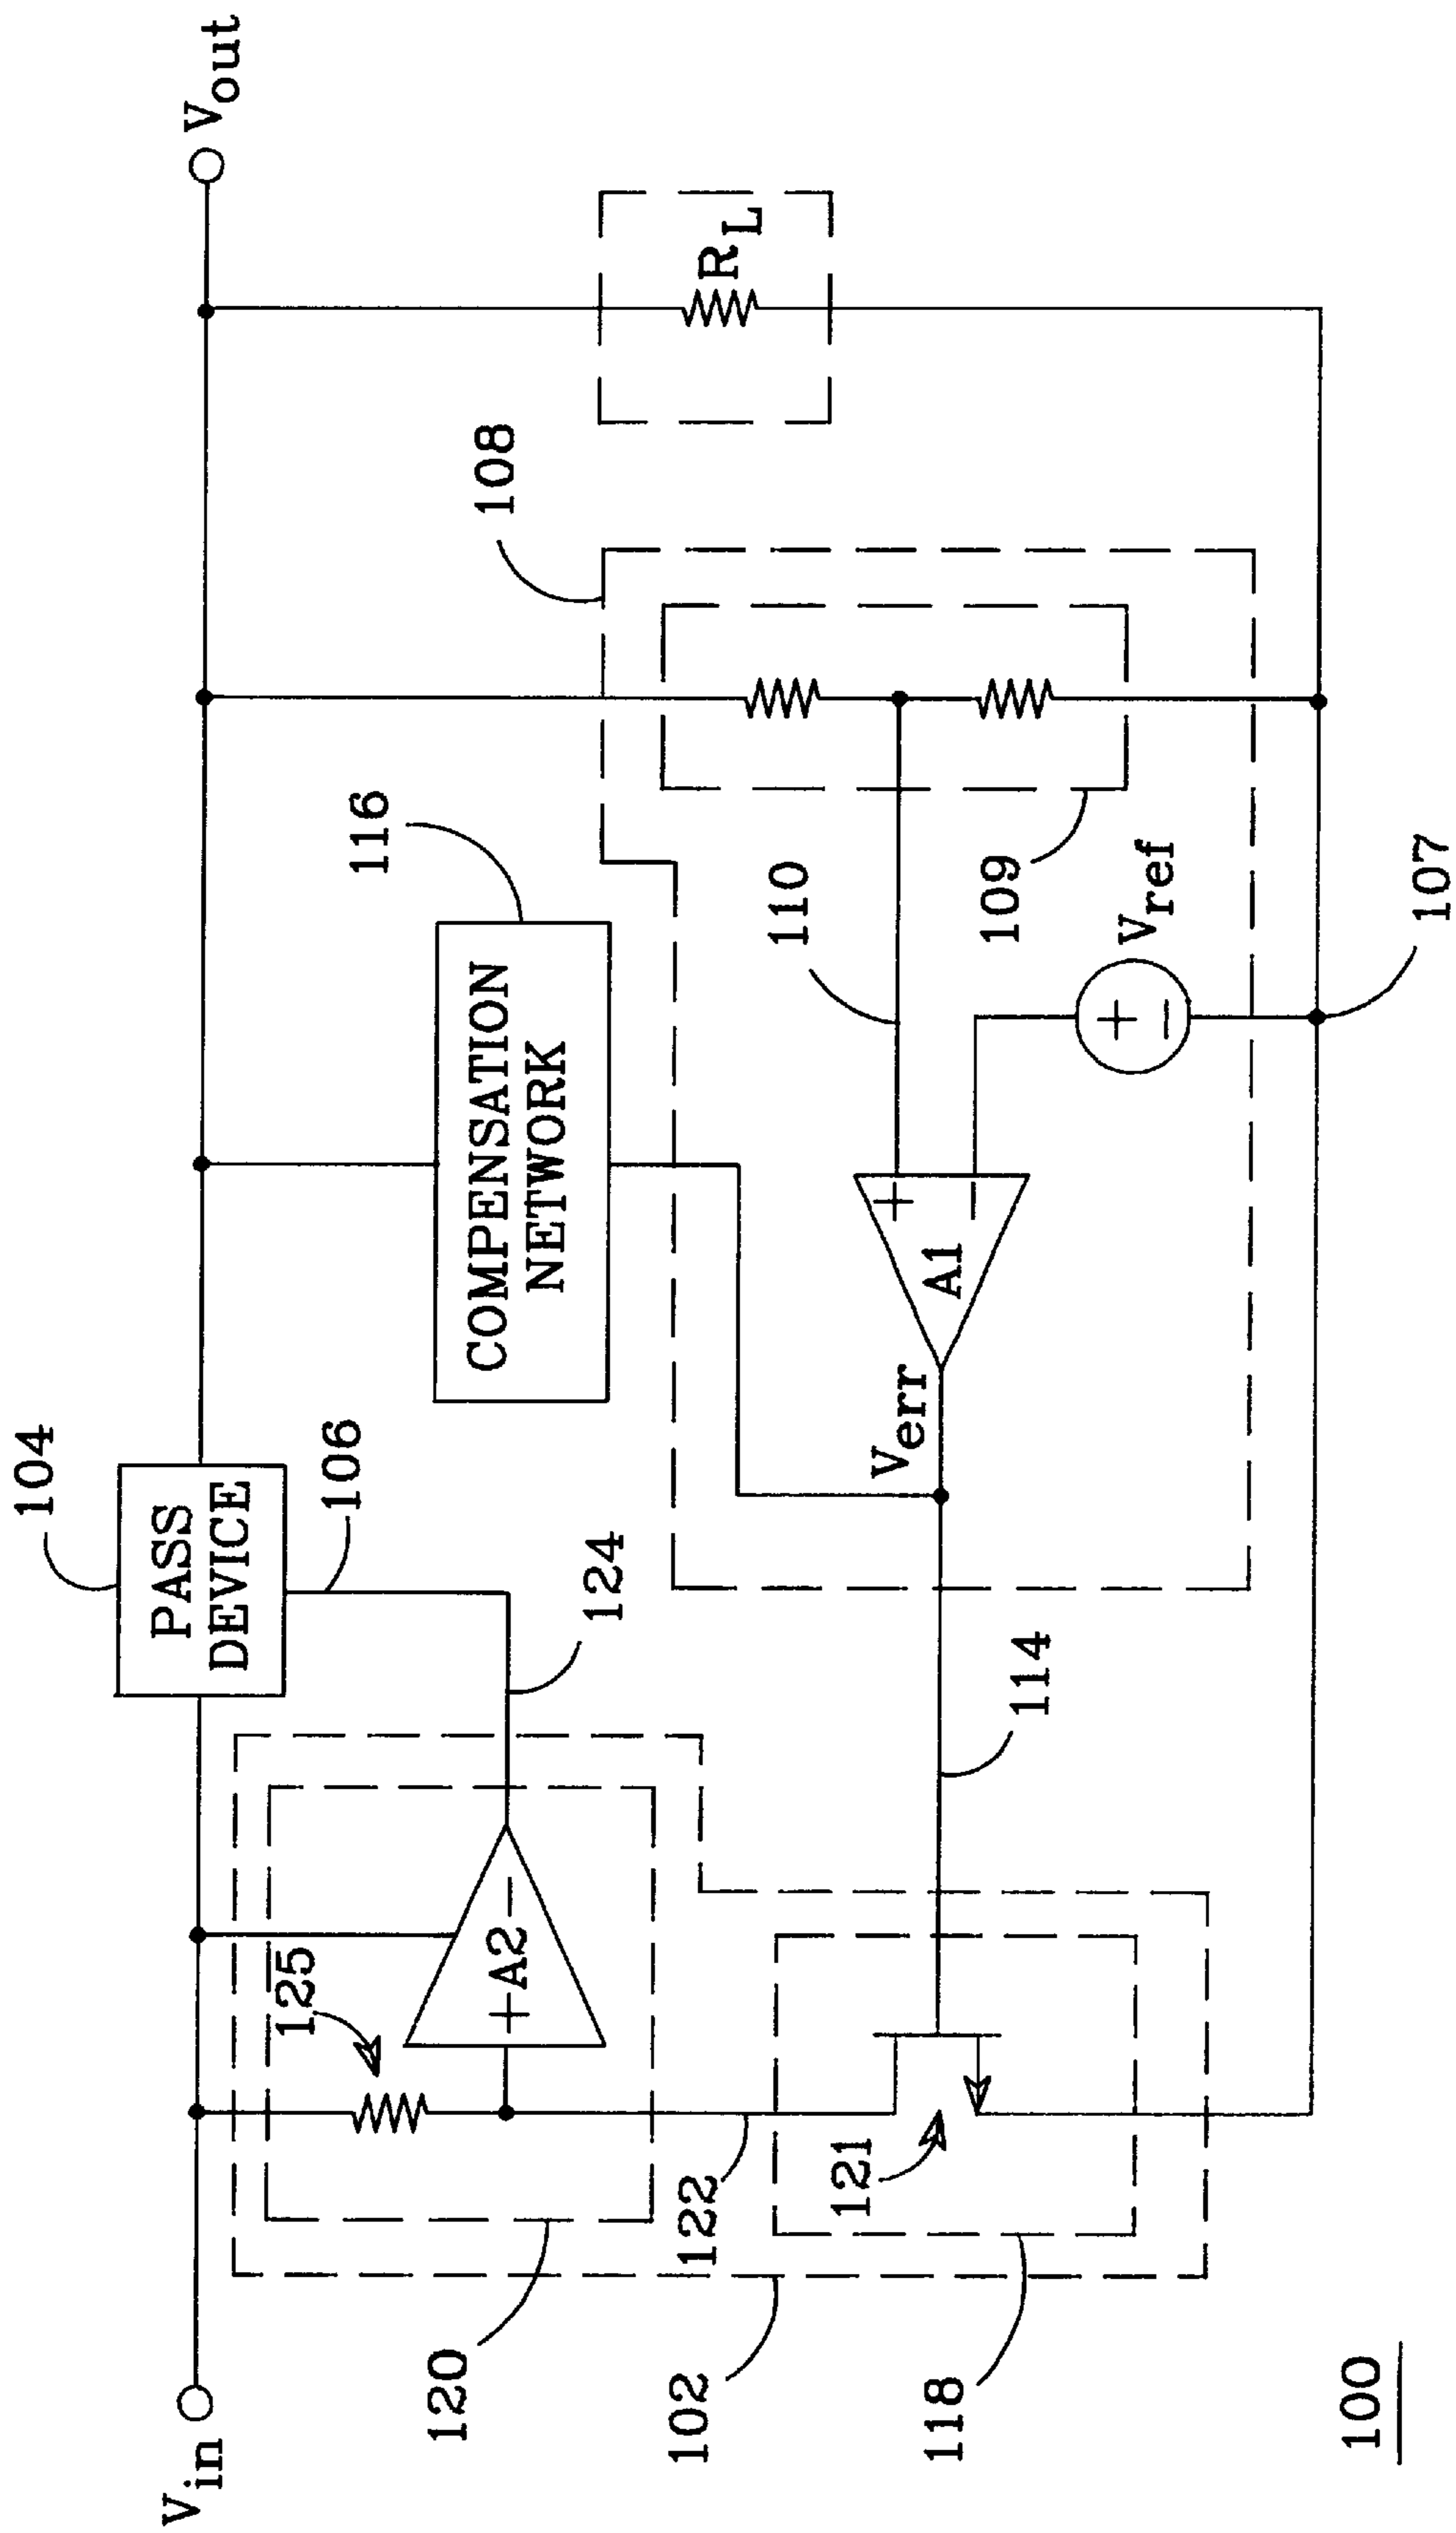 104
PASS
DEVICE
106
116
COMPENSATION
NETWORK
108
Vin
Vout
125
+A2−
124
120
102
122
121
118
114
Verr
A1
+
−
110
109
Vref
+
−
RL
107
100